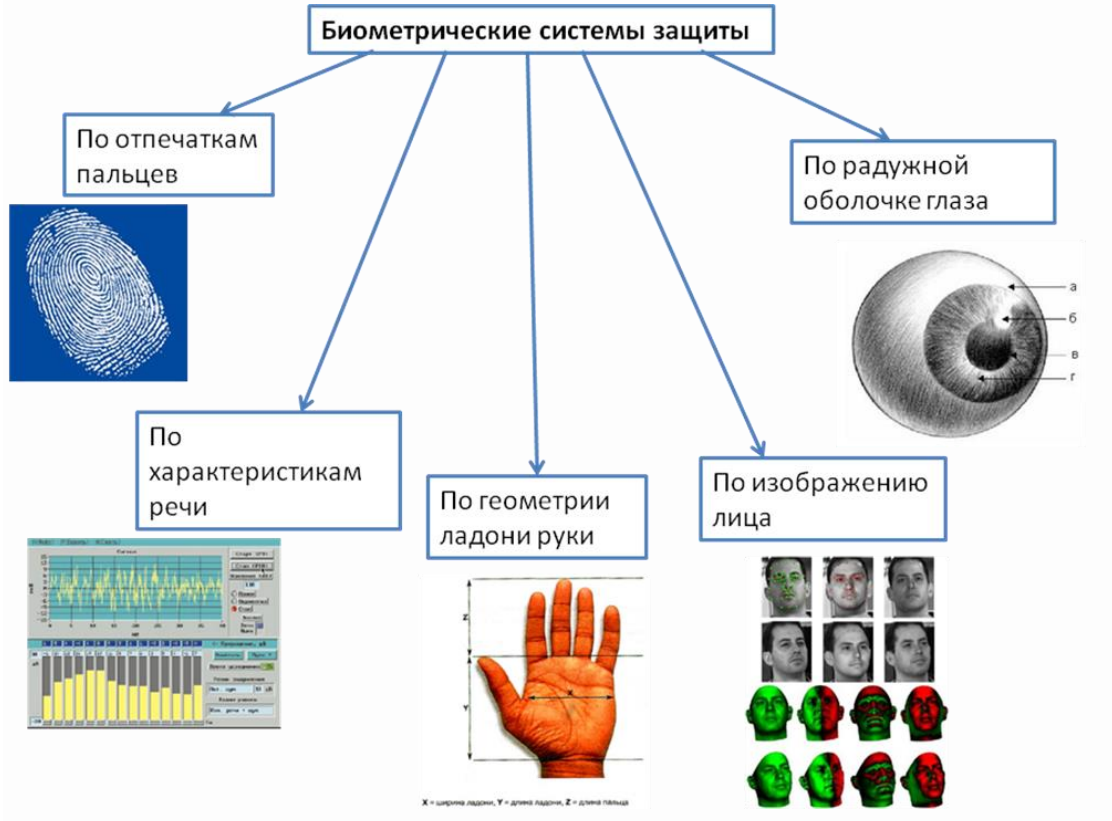 Биометрические системы защиты
По отпечаткам
пальцев
По радужной
оболочке глаза
а
б
в
г
По
характеристикам
речи
По геометрии
ладони руки
По изображению
лица
Z
X
Y
X = ширина ладони, Y = длина ладони, Z = длина пальца